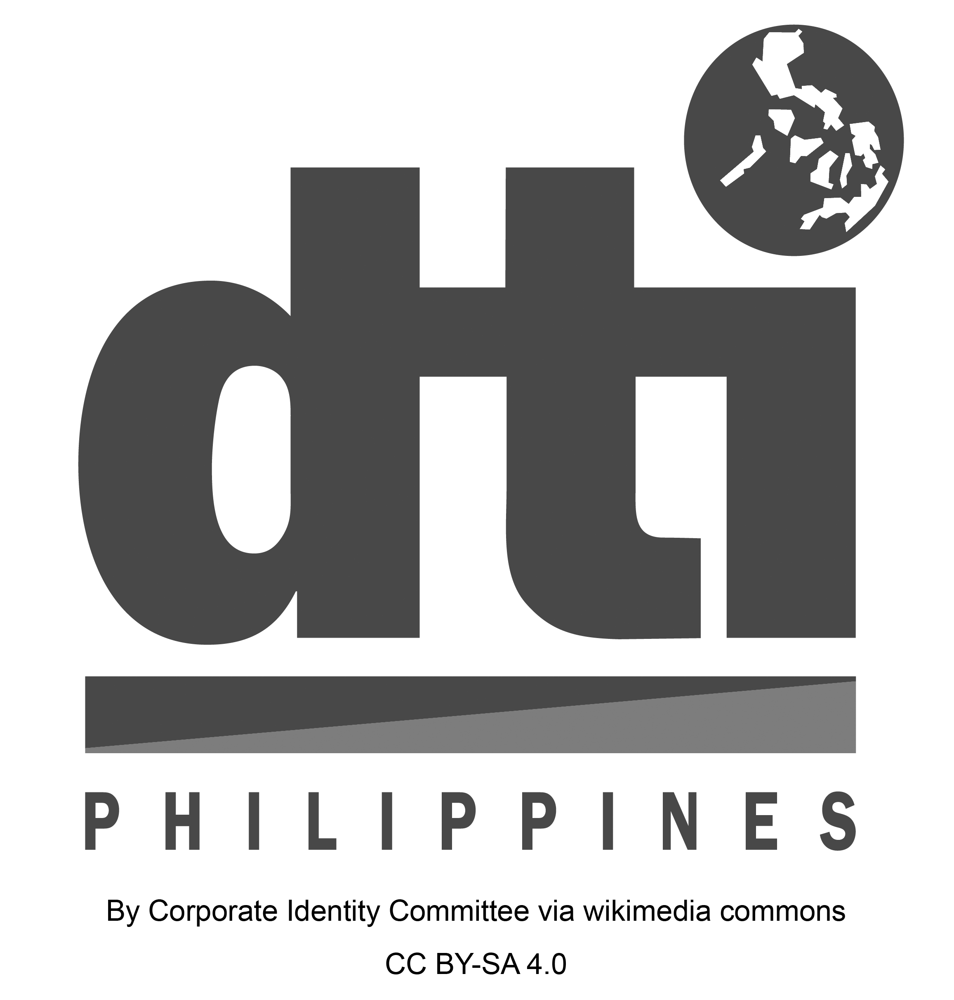 dti
PHILIPPINES
By Corporate Identity Committee via wikimedia commons
CC BY-SA 4.0